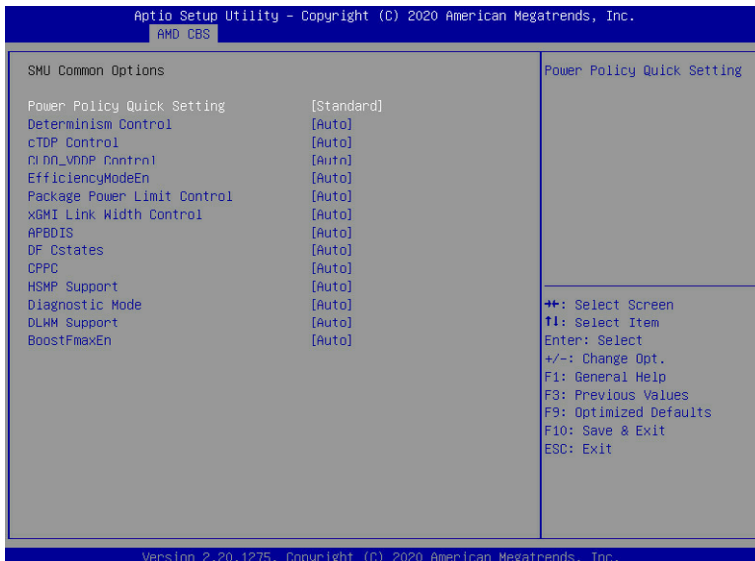 Aptio Setup Utility – Copyright (C) 2020 American Megatrends, Inc.
AMD CBS
SMU Common Options
Power Policy Quick Setting [Standard]
Determinism Control [Auto]
cTDP Control [Auto]
CLDO_VDDP Control [Auto]
EfficiencyModeEn [Auto]
Package Power Limit Control [Auto]
xGMI Link Width Control [Auto]
APBDIS [Auto]
DF Cstates [Auto]
CPPC [Auto]
HSMP Support [Auto]
Diagnostic Mode [Auto]
DLWM Support [Auto]
BoostFmaxEn [Auto]
Power Policy Quick Setting
→←: Select Screen
↑↓: Select Item
Enter: Select
+/-: Change Opt.
F1: General Help
F3: Previous Values
F9: Optimized Defaults
F10: Save & Exit
ESC: Exit
Version 2.20.1275. Copyright (C) 2020 American Megatrends, Inc.